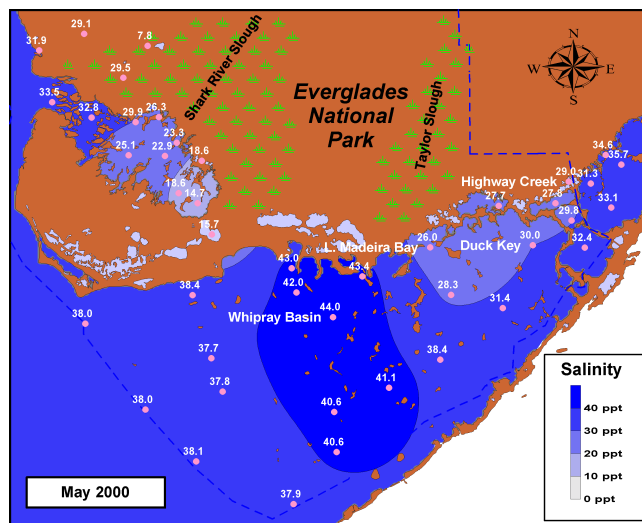 29.1
7.8
31.9
29.5
N
W E
S
33.5
32.8
29.9
26.3
Shark River Slough
Everglades
National
Park
Taylor Slough
23.3
25.1
22.9
18.6
34.6
35.7
Highway Creek
29.0
31.3
18.6
14.7
27.7
27.8
33.1
29.8
15.7
L. Madeira Bay
26.0
Duck Key
30.0
32.4
43.0
43.4
38.4
42.0
28.3
31.4
38.0
Whipray Basin
44.0
37.7
38.4
37.8
41.1
38.0
40.6
40.6
38.1
37.9
Salinity
40 ppt
30 ppt
20 ppt
10 ppt
0 ppt
May 2000